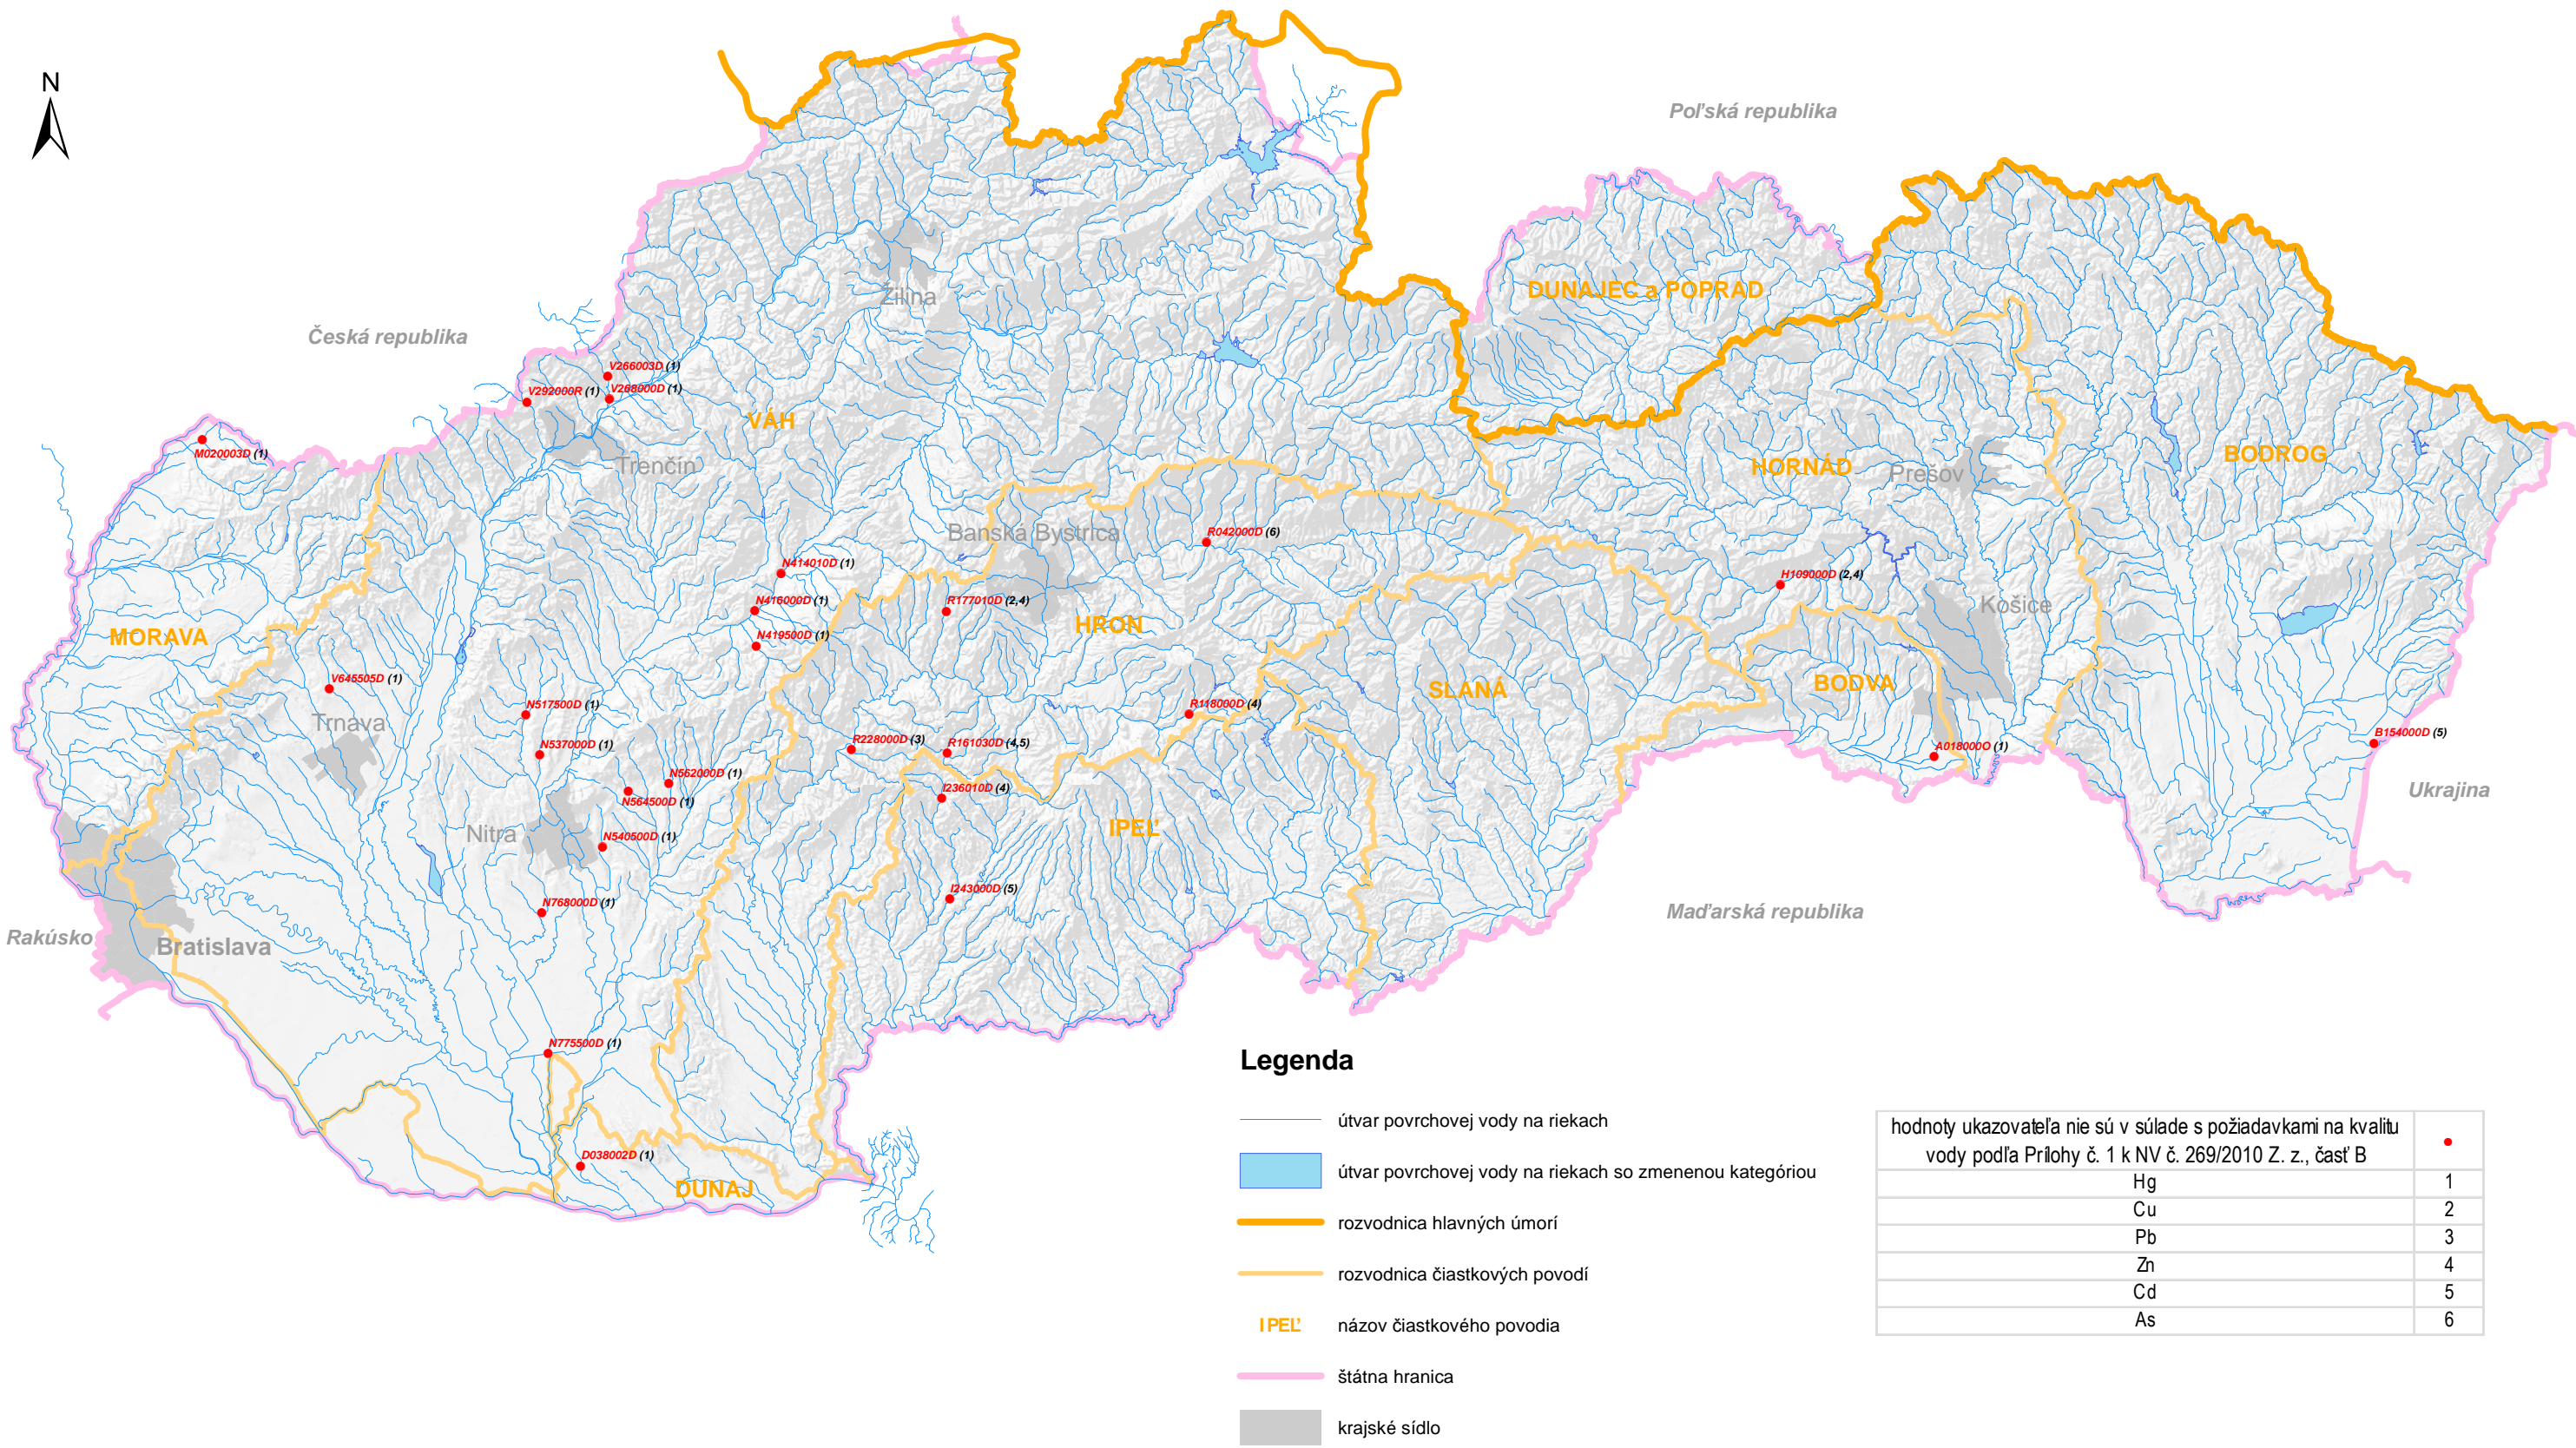 N
Poľská republika
Česká republika
Žilina
DUNAJEC a POPRAD
V266003D (1)
V292000R (1)
V268000D (1)
VÁH
M020003D (1)
Trenčín
HORNÁD
Prešov
BODROG
Banská Bystrica
R042000D (6)
N414010D (1)
H109000D (2,4)
N416000D (1)
R177010D (2,4)
Košice
HRON
MORAVA
N419500D (1)
V645505D (1)
BODVA
SLANÁ
N517500D (1)
R118000D (4)
Trnava
N537000D (1)
R228000D (3)
R161030D (4,5)
A018000O (1)
B154000D (5)
N562000D (1)
N564500D (1)
I236010D (4)
Ukrajina
Nitra
N540500D (1)
IPEĽ
I243000D (5)
N768000D (1)
Maďarská republika
Rakúsko
Bratislava
N775500D (1)
D038002D (1)
DUNAJ
Legenda
útvar povrchovej vody na riekach
útvar povrchovej vody na riekach so zmenenou kategóriou
rozvodnica hlavných úmorí
rozvodnica čiastkových povodí
IPEĽ názov čiastkového povodia
štátna hranica
krajské sídlo
hodnoty ukazovateľa nie sú v súlade s požiadavkami na kvalitu
vody podľa Prílohy č. 1 k NV č. 269/2010 Z. z., časť B
Hg 1
Cu 2
Pb 3
Zn 4
Cd 5
As 6